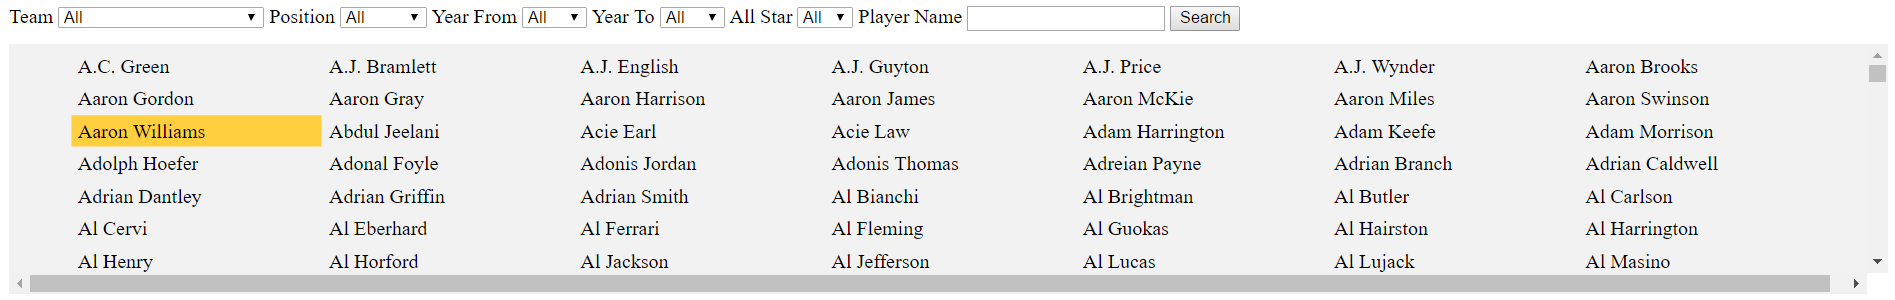 Team All Position All Year From All Year To All All Star All Player Name Search
A.C. Green A.J. Bramlett A.J. English A.J. Guyton A.J. Price A.J. Wynder Aaron Brooks
Aaron Gordon Aaron Gray Aaron Harrison Aaron James Aaron McKie Aaron Miles Aaron Swinson
Aaron Williams Abdul Jeelani Acie Earl Acie Law Adam Harrington Adam Keefe Adam Morrison
Adolph Hoefer Adonal Foyle Adonis Jordan Adonis Thomas Adreian Payne Adrian Branch Adrian Caldwell
Adrian Dantley Adrian Griffin Adrian Smith Al Bianchi Al Brightman Al Butler Al Carlson
Al Cervi Al Eberhard Al Ferrari Al Fleming Al Guokas Al Hairston Al Harrington
Al Henry Al Horford Al Jackson Al Jefferson Al Lucas Al Lujack Al Masino